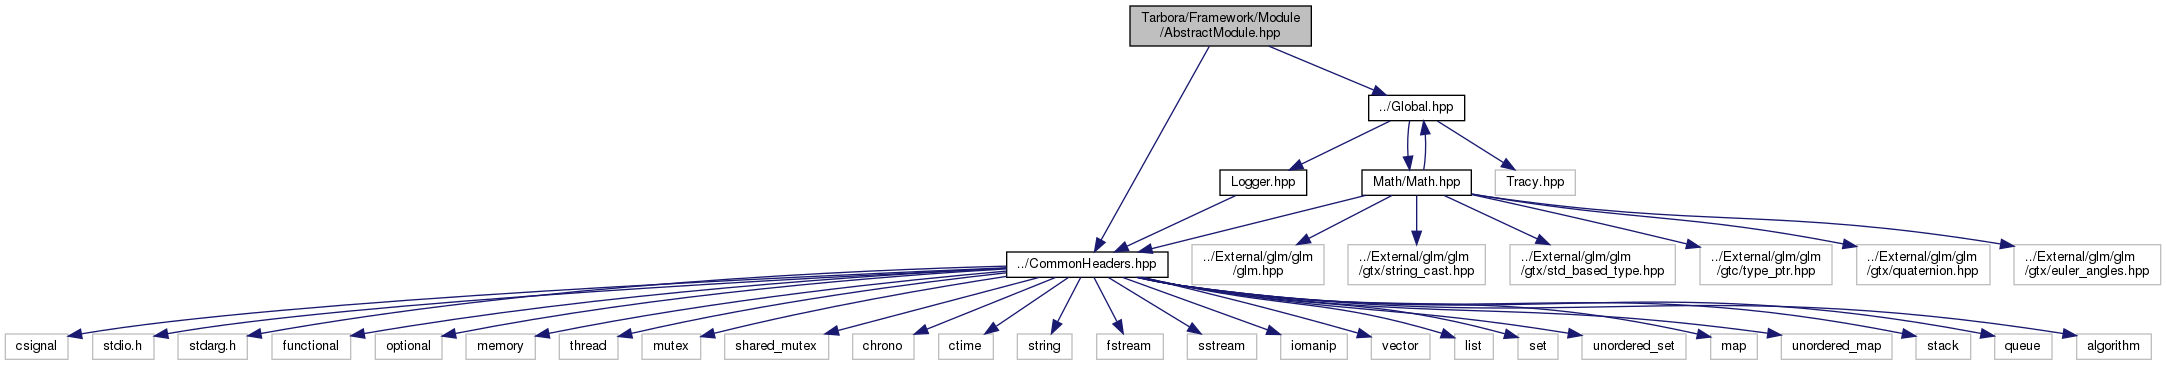 Tarbora/Framework/Module
/AbstractModule.hpp
../Global.hpp
Logger.hpp
Math/Math.hpp
Tracy.hpp
../CommonHeaders.hpp
../External/glm/glm
/glm.hpp
../External/glm/glm
/gtx/string_cast.hpp
../External/glm/glm
/gtx/std_based_type.hpp
../External/glm/glm
/gtc/type_ptr.hpp
../External/glm/glm
/gtx/quaternion.hpp
../External/glm/glm
/gtx/euler_angles.hpp
csignal
stdio.h
stdarg.h
functional
optional
memory
thread
mutex
shared_mutex
chrono
ctime
string
fstream
sstream
iomanip
vector
list
set
unordered_set
map
unordered_map
stack
queue
algorithm